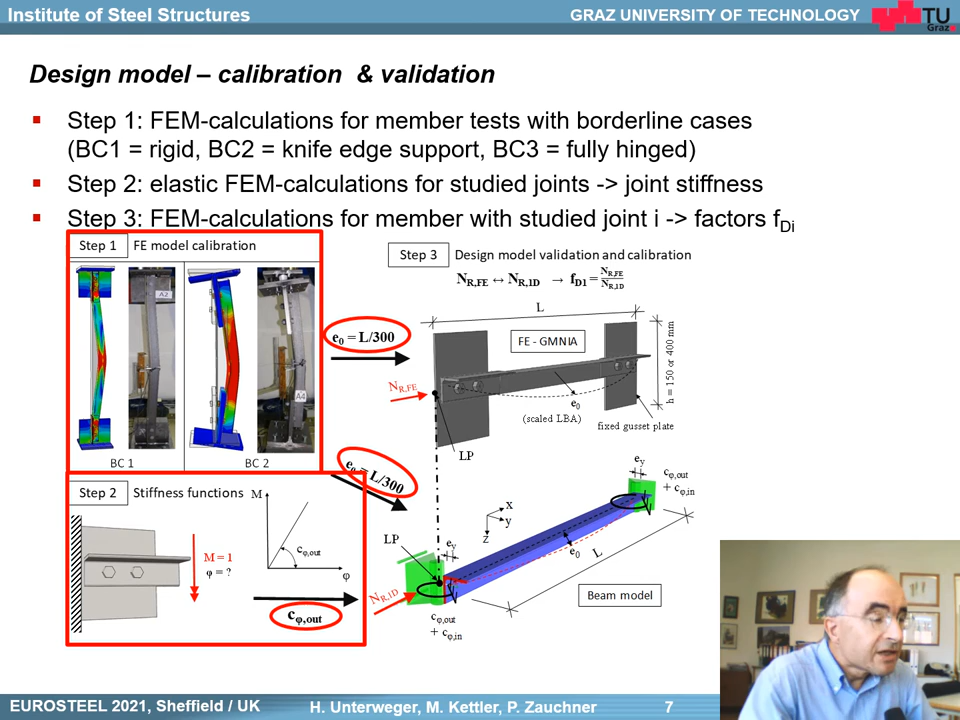 Institute of Steel Structures
GRAZ UNIVERSITY OF TECHNOLOGY
TU
Graz
Design model – calibration & validation
Step 1: FEM-calculations for member tests with borderline cases
(BC1 = rigid, BC2 = knife edge support, BC3 = fully hinged)
Step 2: elastic FEM-calculations for studied joints -> joint stiffness
Step 3: FEM-calculations for member with studied joint i -> factors fDi
Step 1 FE model calibration
A2
A4
BC 1
BC 2
e0 = L/300
e0 = L/300
Step 2 Stiffness functions
M
cφ,out
φ
M = 1
φ = ?
cφ,out
Step 3 Design model validation and calibration
NR,FE ↔ NR,1D → fD1 = NR,FE / NR,1D
L
FE - GMNIA
h = 150 or 400 mm
NR,FE
e0
(scaled LBA)
fixed gusset plate
LP
eY
cφ,out
+ cφ,in
x
y
z
LP
eY
e0
L
NR,1D
Beam model
cφ,out
+ cφ,in
EUROSTEEL 2021, Sheffield / UK
H. Unterweger, M. Kettler, P. Zauchner
7